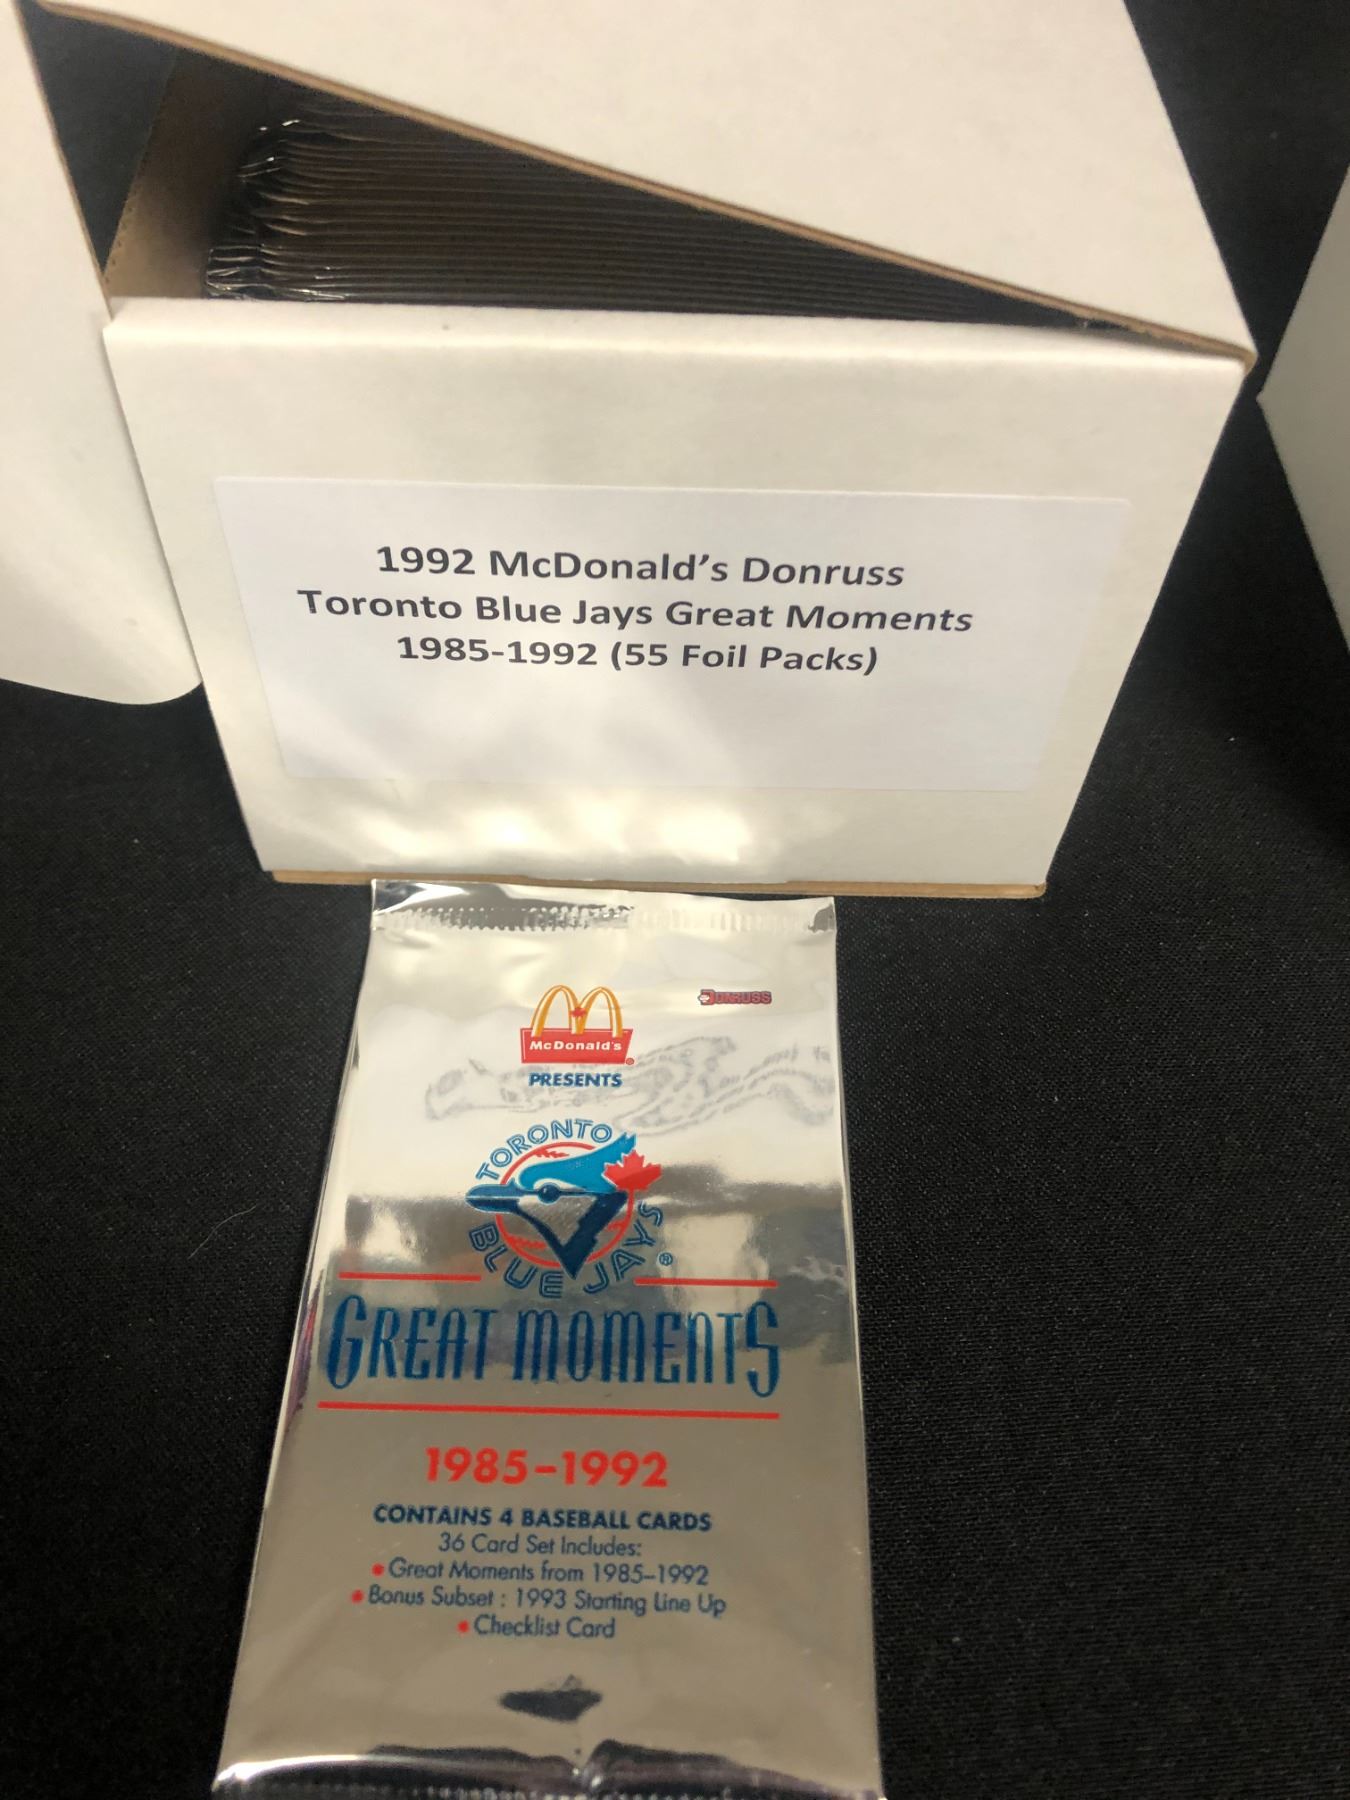 1992 McDonald's Donruss
Toronto Blue Jays Great Moments
1985-1992 (55 Foil Packs)
DONRUSS
McDonald's®
PRESENTS
TORONTO
BLUE JAYS®
GREAT MOMENTS
1985-1992
CONTAINS 4 BASEBALL CARDS
36 Card Set Includes:
• Great Moments from 1985-1992
• Bonus Subset : 1993 Starting Line Up
• Checklist Card